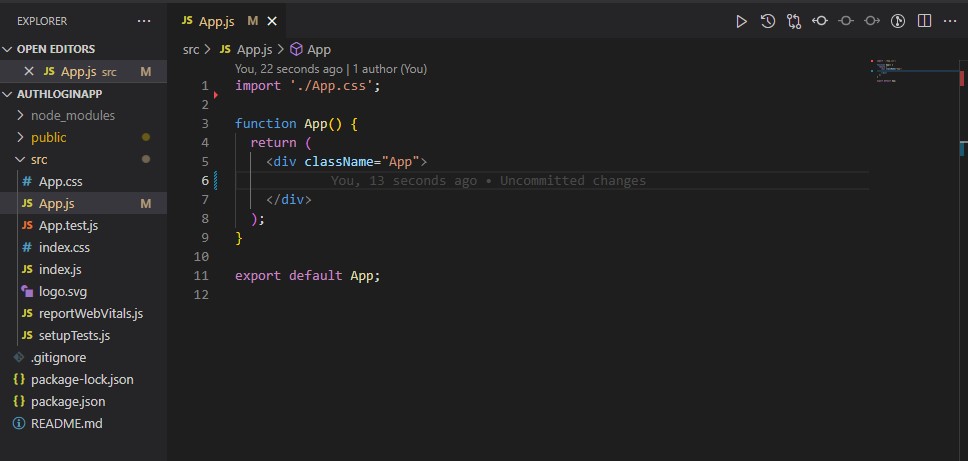 EXPLORER
OPEN EDITORS
JS App.js src M
AUTHLOGINAPP
node_modules
public
src
# App.css
JS App.js M
JS App.test.js
# index.css
JS index.js
logo.svg
JS reportWebVitals.js
JS setupTests.js
.gitignore
{} package-lock.json
{} package.json
README.md
JS App.js M
src > JS App.js > App
You, 22 seconds ago | 1 author (You)
1 import './App.css';
2
3 function App() {
4 return (
5 <div className="App">
6 You, 13 seconds ago • Uncommitted changes
7 </div>
8 );
9 }
10
11 export default App;
12